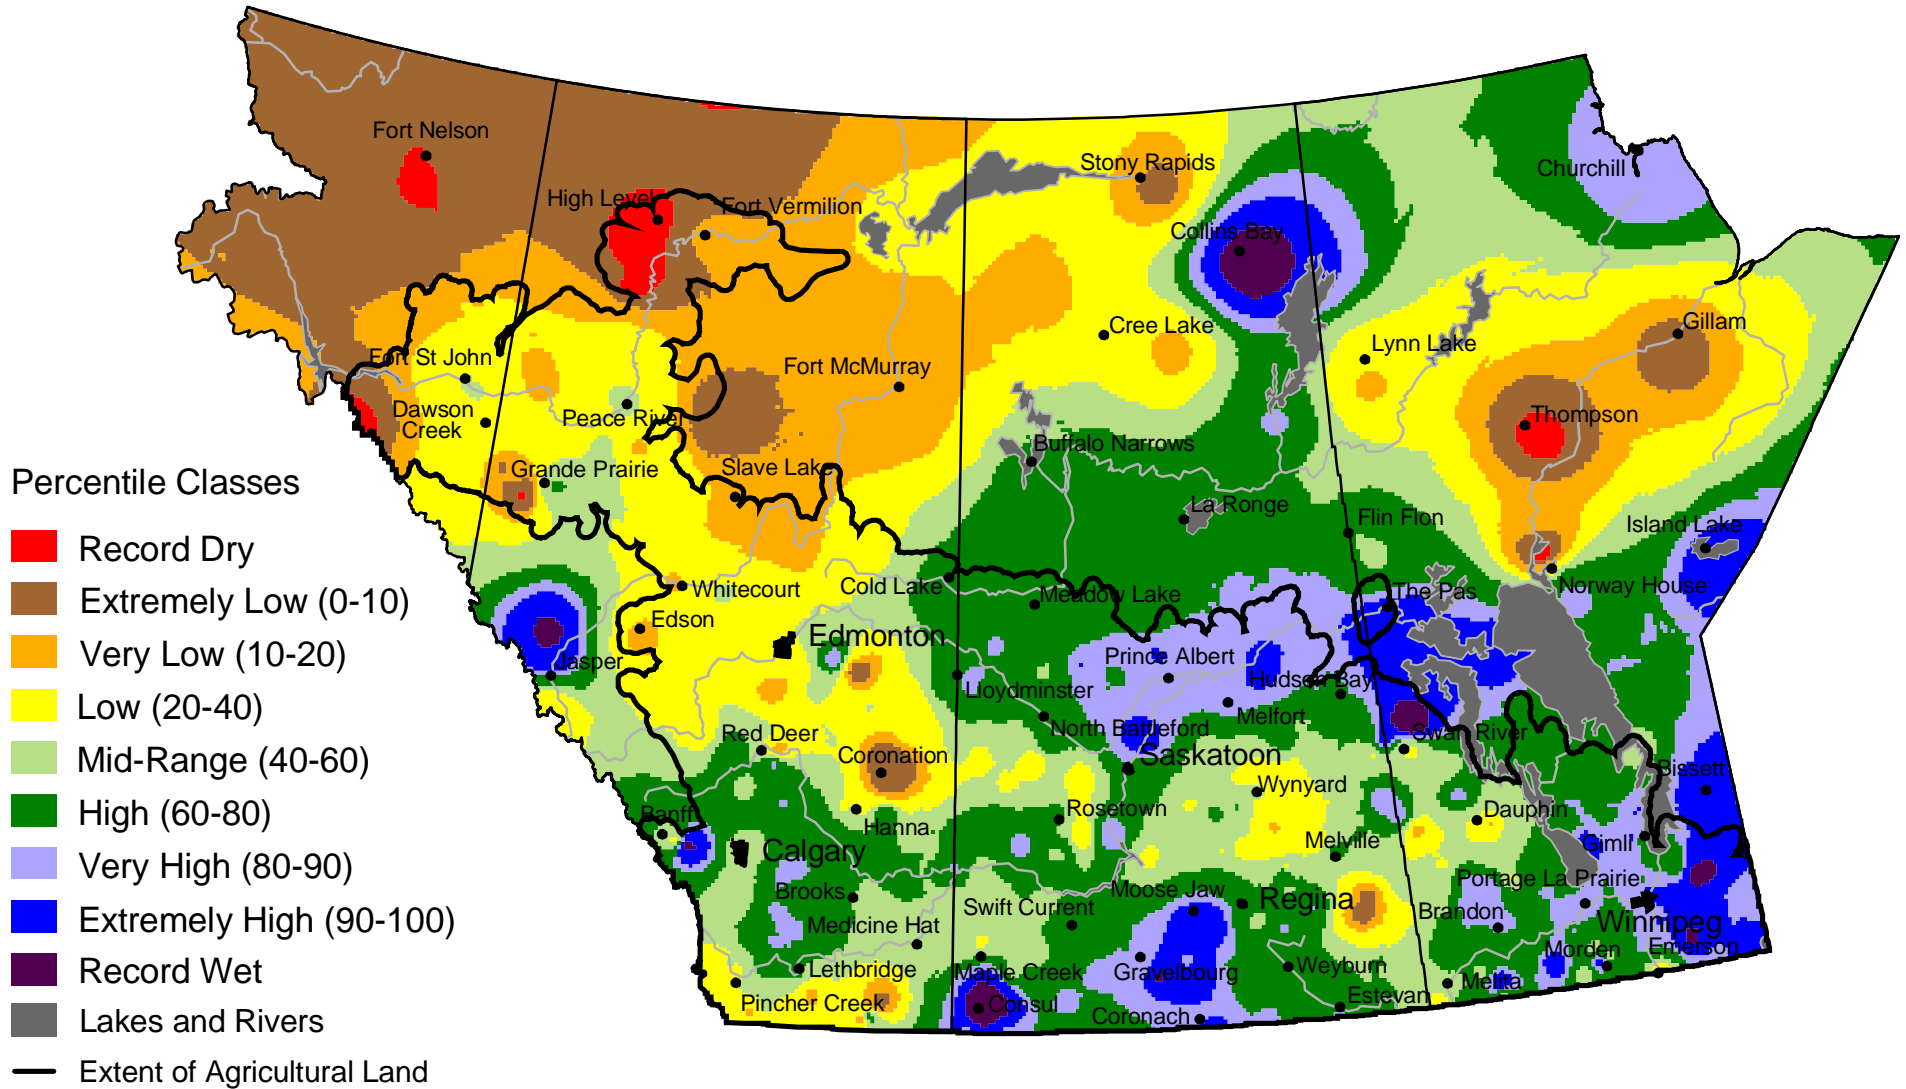 Fort Nelson
High Level
Fort Vermilion
Stony Rapids
Churchill
Collins Bay
Fort St John
Dawson
Creek
Peace River
Fort McMurray
Cree Lake
Lynn Lake
Gillam
Thompson
Grande Prairie
Slave Lake
Buffalo Narrows
La Ronge
Flin Flon
Island Lake
Whitecourt
Cold Lake
Meadow Lake
The Pas
Norway House
Edson
Edmonton
Jasper
Prince Albert
Hudson Bay
Lloydminster
North Battleford
Melfort
Red Deer
Coronation
Saskatoon
Swan River
Bissett
Wynyard
Banff
Hanna
Rosetown
Dauphin
Calgary
Melville
Gimli
Brooks
Moose Jaw
Regina
Portage La Prairie
Medicine Hat
Swift Current
Brandon
Winnipeg
Lethbridge
Maple Creek
Gravelbourg
Weyburn
Morden
Emerson
Pincher Creek
Consul
Coronach
Estevan
Melita
Percentile Classes
Record Dry
Extremely Low (0-10)
Very Low (10-20)
Low (20-40)
Mid-Range (40-60)
High (60-80)
Very High (80-90)
Extremely High (90-100)
Record Wet
Lakes and Rivers
Extent of Agricultural Land